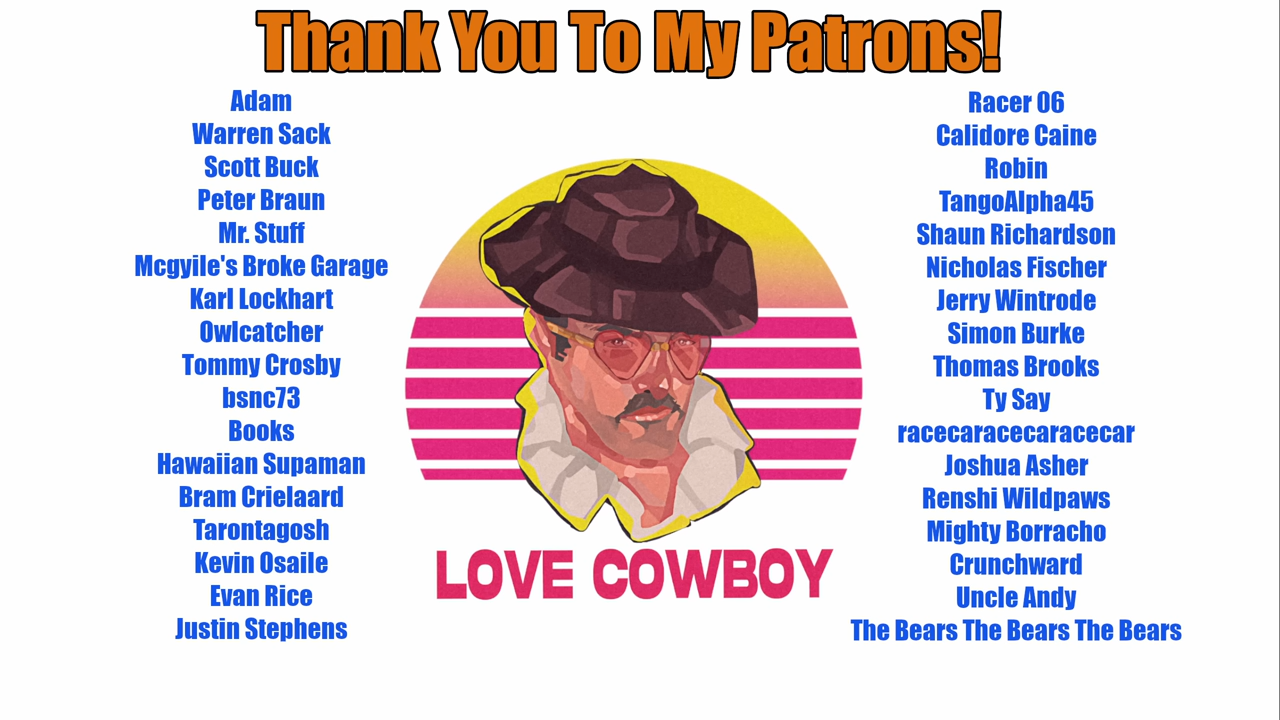 Thank You To My Patrons!
Adam
Warren Sack
Scott Buck
Peter Braun
Mr. Stuff
Mcgyile's Broke Garage
Karl Lockhart
Owlcatcher
Tommy Crosby
bsnc73
Books
Hawaiian Supaman
Bram Crielaard
Tarontagosh
Kevin Osaile
Evan Rice
Justin Stephens
LOVE COWBOY
Racer 06
Calidore Caine
Robin
TangoAlpha45
Shaun Richardson
Nicholas Fischer
Jerry Wintrode
Simon Burke
Thomas Brooks
Ty Say
racecaracecaracecar
Joshua Asher
Renshi Wildpaws
Mighty Borracho
Crunchward
Uncle Andy
The Bears The Bears The Bears